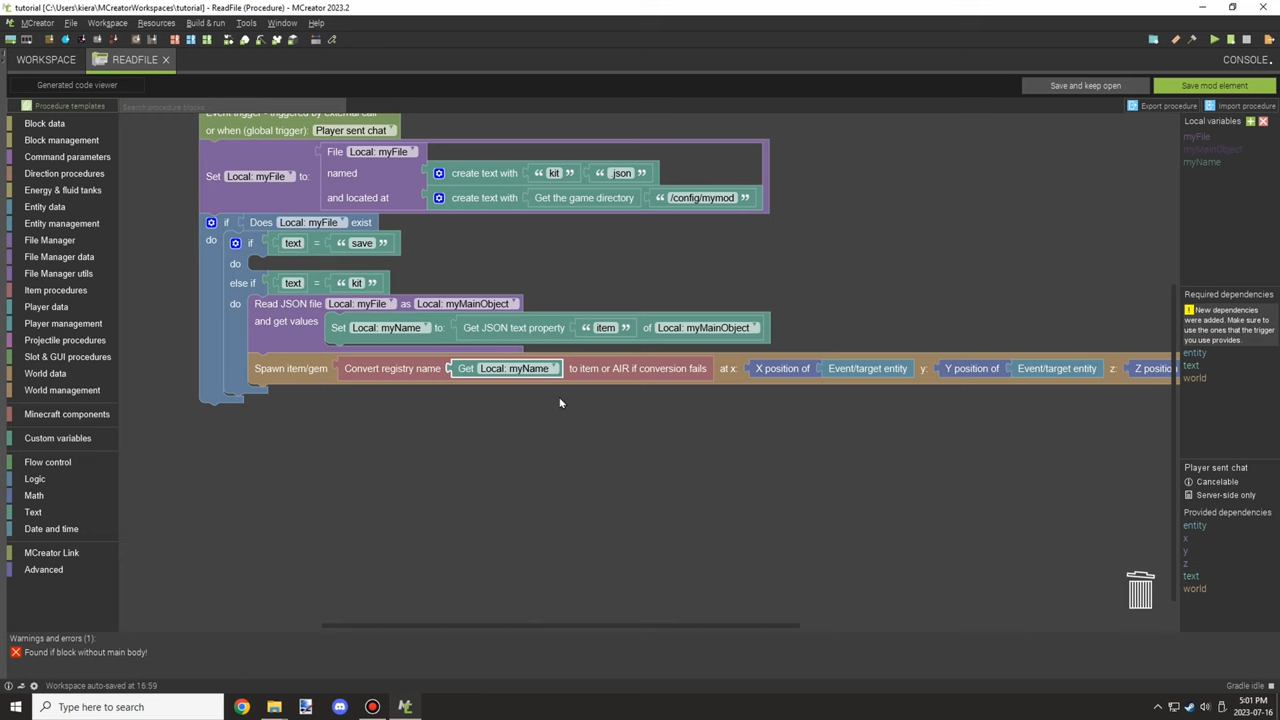 tutorial [C:\Users\kiera\MCreatorWorkspaces\tutorial] - ReadFile (Procedure) - MCreator 2023.2
MCreator File Workspace Resources Build & run Tools Window Help
WORKSPACE READFILE CONSOLE
Generated code viewer Save and keep open Save mod element
Procedure templates Search procedure blocks Export procedure Import procedure
Block data
Block management
Command parameters
Direction procedures
Energy & fluid tanks
Entity data
Entity management
File Manager
File Manager data
File Manager utils
Item procedures
Player data
Player management
Projectile procedures
Slot & GUI procedures
World data
World management
Minecraft components
Custom variables
Flow control
Logic
Math
Text
Date and time
MCreator Link
Advanced
Event trigger - triggered by external call
or when (global trigger): Player sent chat
Set Local: myFile to:
File Local: myFile
named create text with “ kit ” “ .json ”
and located at create text with Get the game directory “ /config/mymod ”
if Does Local: myFile exist
do if text = “ save ”
do
else if text = “ kit ”
do Read JSON file Local: myFile as Local: myMainObject
and get values Set Local: myName to: Get JSON text property “ item ” of Local: myMainObject
Spawn item/gem Convert registry name Get Local: myName to item or AIR if conversion fails at x: X position of Event/target entity y: Y position of Event/target entity z: Z position
Local variables
myFile
myMainObject
myName
Required dependencies
New dependencies
were added. Make sure
to use the ones that the trigger
you use provides.
entity
text
world
Player sent chat
Cancelable
Server-side only
Provided dependencies
entity
x
y
z
text
world
Warnings and errors (1):
Found if block without main body!
Workspace auto-saved at 16:59 Gradle idle
Type here to search
5:01 PM
2023-07-16